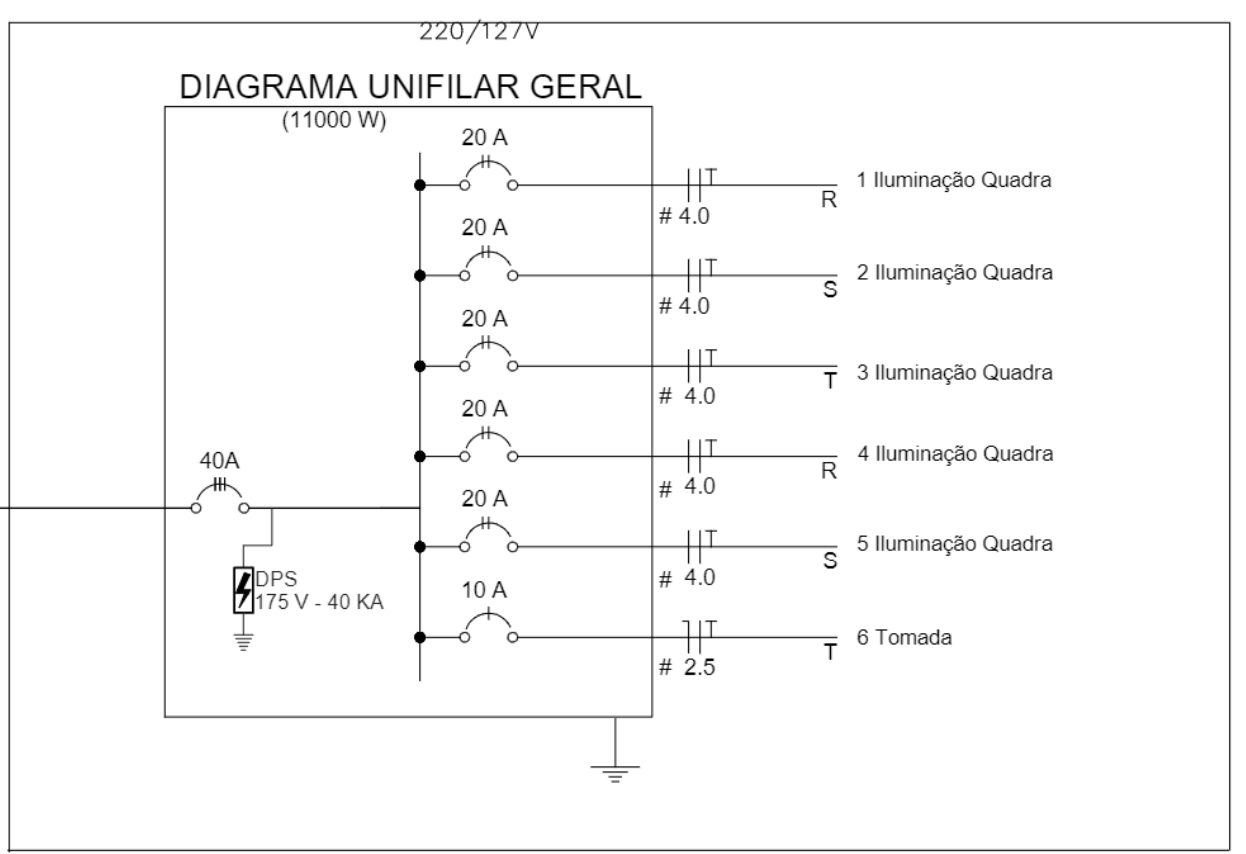 220/127V
DIAGRAMA UNIFILAR GERAL
(11000 W)
20 A
T
1 Iluminação Quadra
R
# 4.0
20 A
T
2 Iluminação Quadra
S
# 4.0
20 A
T
3 Iluminação Quadra
T
# 4.0
20 A
T
4 Iluminação Quadra
R
# 4.0
40A
20 A
T
5 Iluminação Quadra
S
# 4.0
DPS
175 V - 40 KA
10 A
T
6 Tomada
T
# 2.5